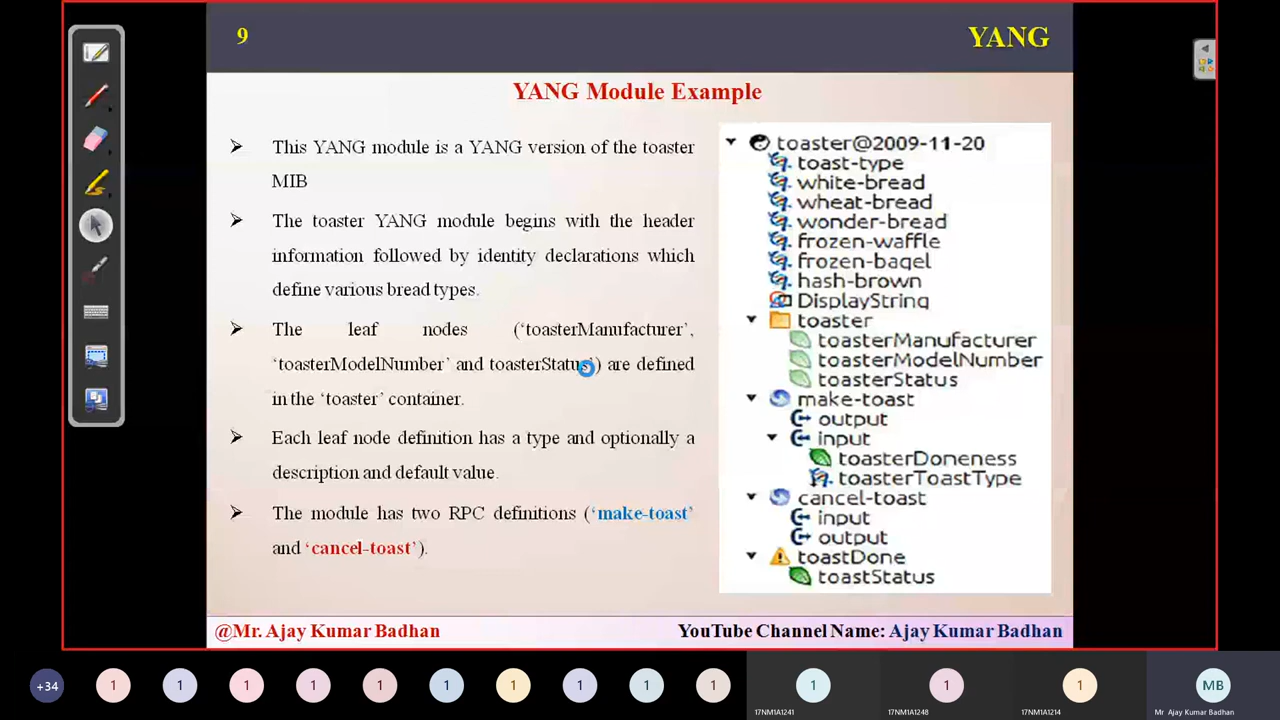 9
YANG
YANG Module Example
This YANG module is a YANG version of the toaster
MIB
The toaster YANG module begins with the header
information followed by identity declarations which
define various bread types.
The leaf nodes ('toasterManufacturer',
'toasterModelNumber' and toasterStatus') are defined
in the 'toaster' container.
Each leaf node definition has a type and optionally a
description and default value.
The module has two RPC definitions ('make-toast'
and 'cancel-toast').
toaster@2009-11-20
toast-type
white-bread
wheat-bread
wonder-bread
frozen-waffle
frozen-bagel
hash-brown
DisplayString
toaster
toasterManufacturer
toasterModelNumber
toasterStatus
make-toast
output
input
toasterDoneness
toasterToastType
cancel-toast
input
output
toastDone
toastStatus
@Mr. Ajay Kumar Badhan
YouTube Channel Name: Ajay Kumar Badhan
+34
1
1
1
1
1
1
1
1
1
1
1
1
1
MB
17NM1A1241
17NM1A1248
17NM1A1214
Mr Ajay Kumar Badhan